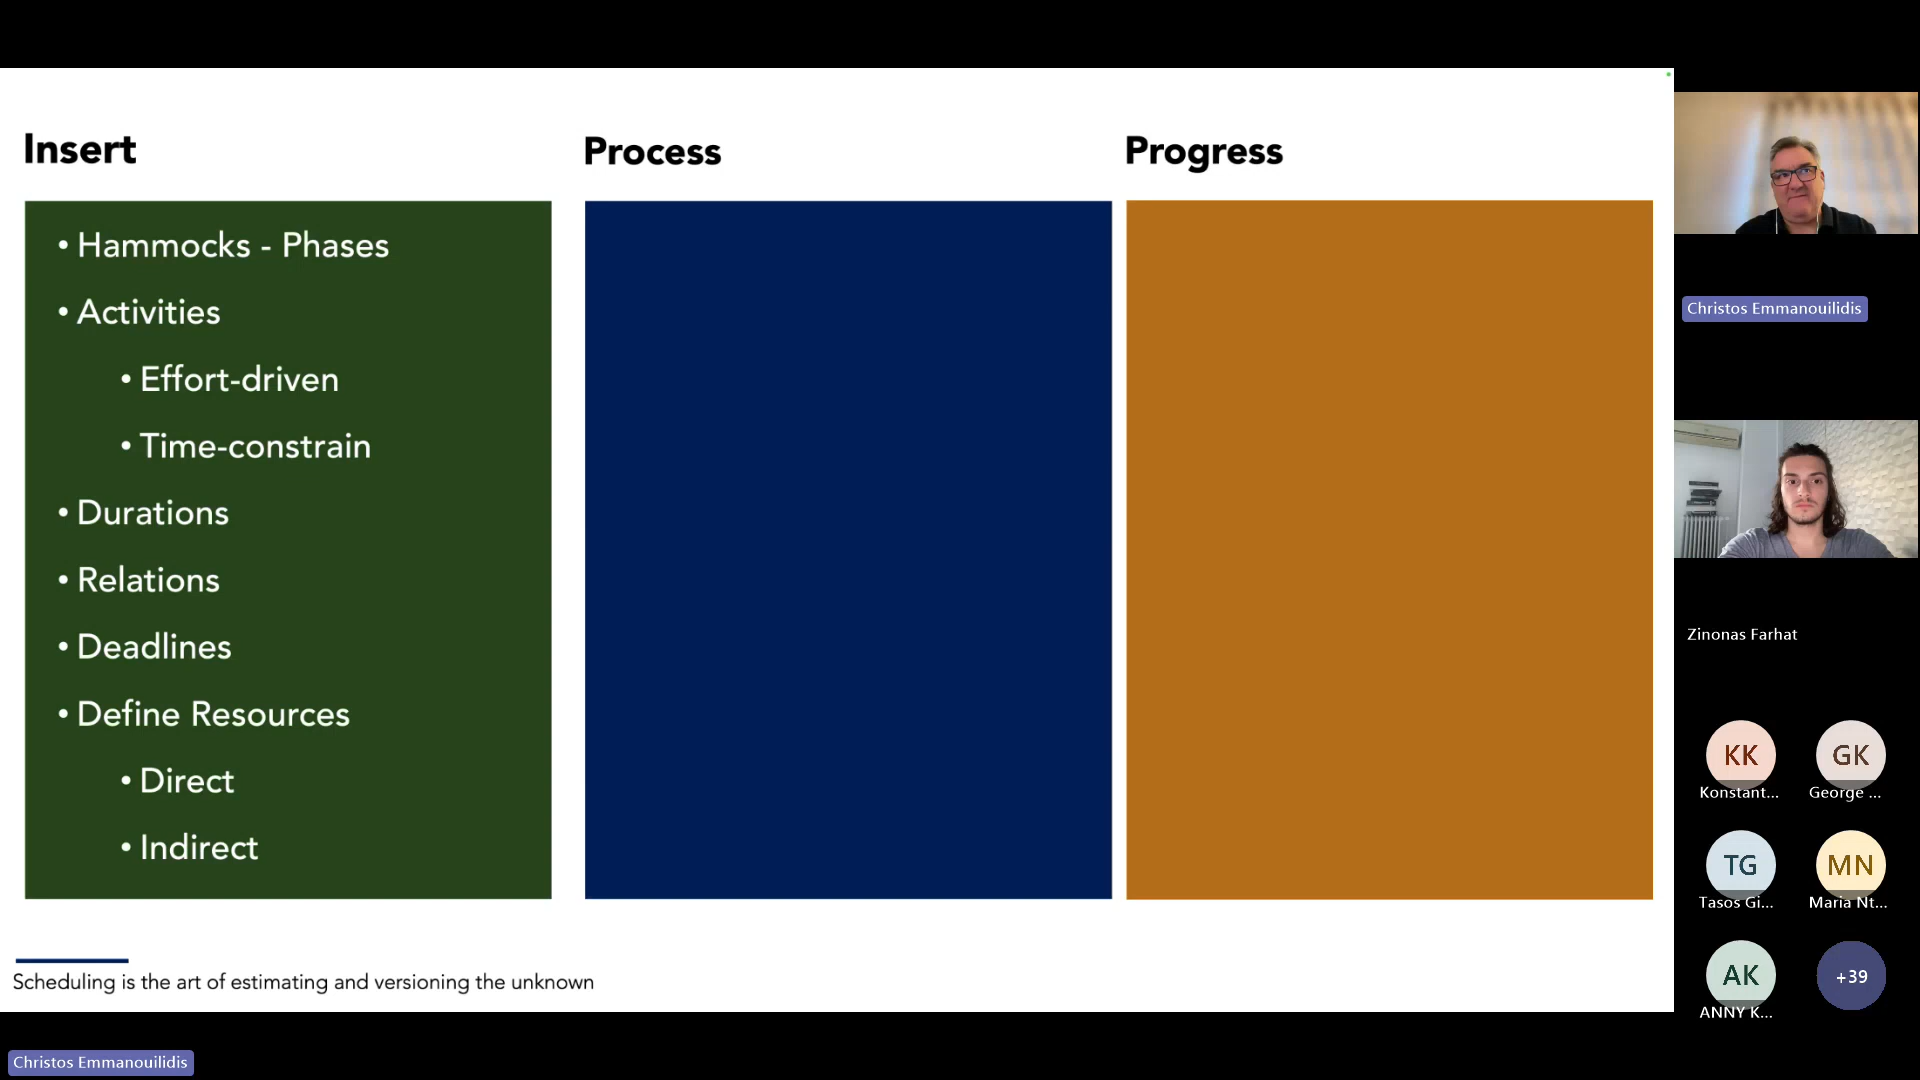 Insert
Process
Progress
• Hammocks - Phases
• Activities
• Effort-driven
• Time-constrain
• Durations
• Relations
• Deadlines
• Define Resources
• Direct
• Indirect
Scheduling is the art of estimating and versioning the unknown
Christos Emmanouilidis
Zinonas Farhat
KK
GK
Konstant...
George ...
TG
MN
Tasos Gi...
Maria Nt...
AK
+39
ANNY K...
Christos Emmanouilidis